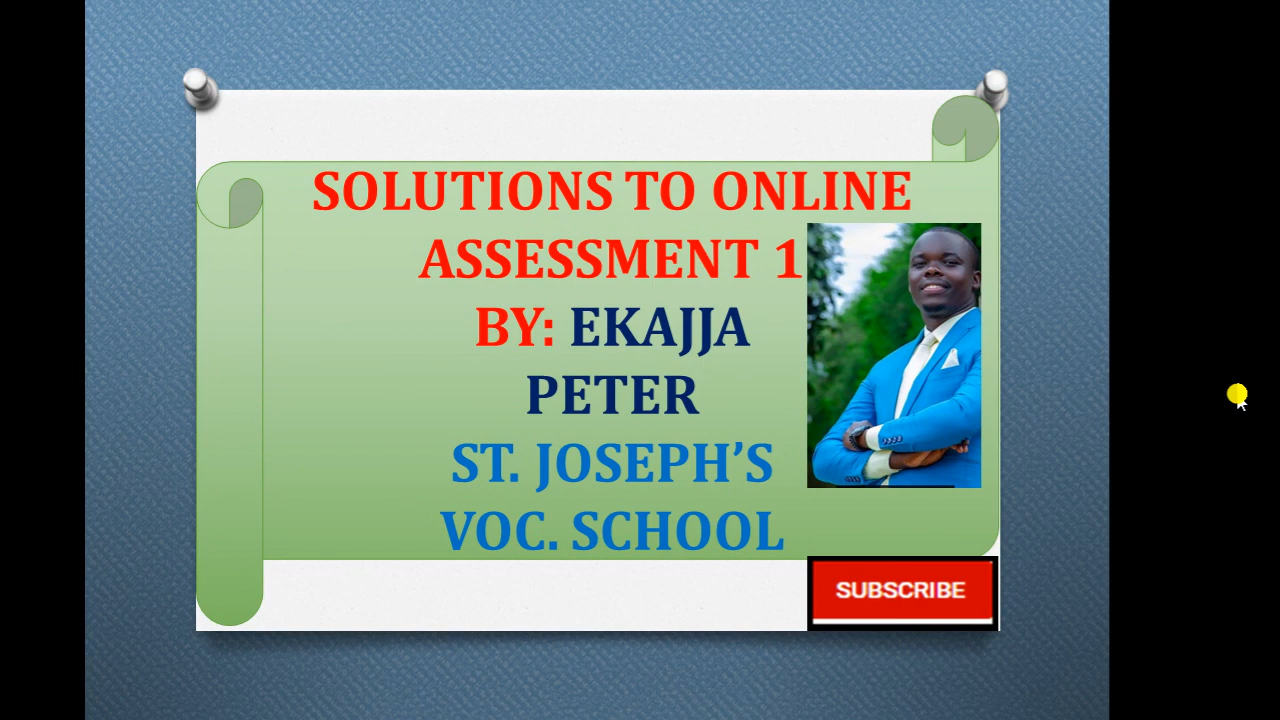 SOLUTIONS TO ONLINE
ASSESSMENT 1
BY: EKAJJA
PETER
ST. JOSEPH’S
VOC. SCHOOL
SUBSCRIBE